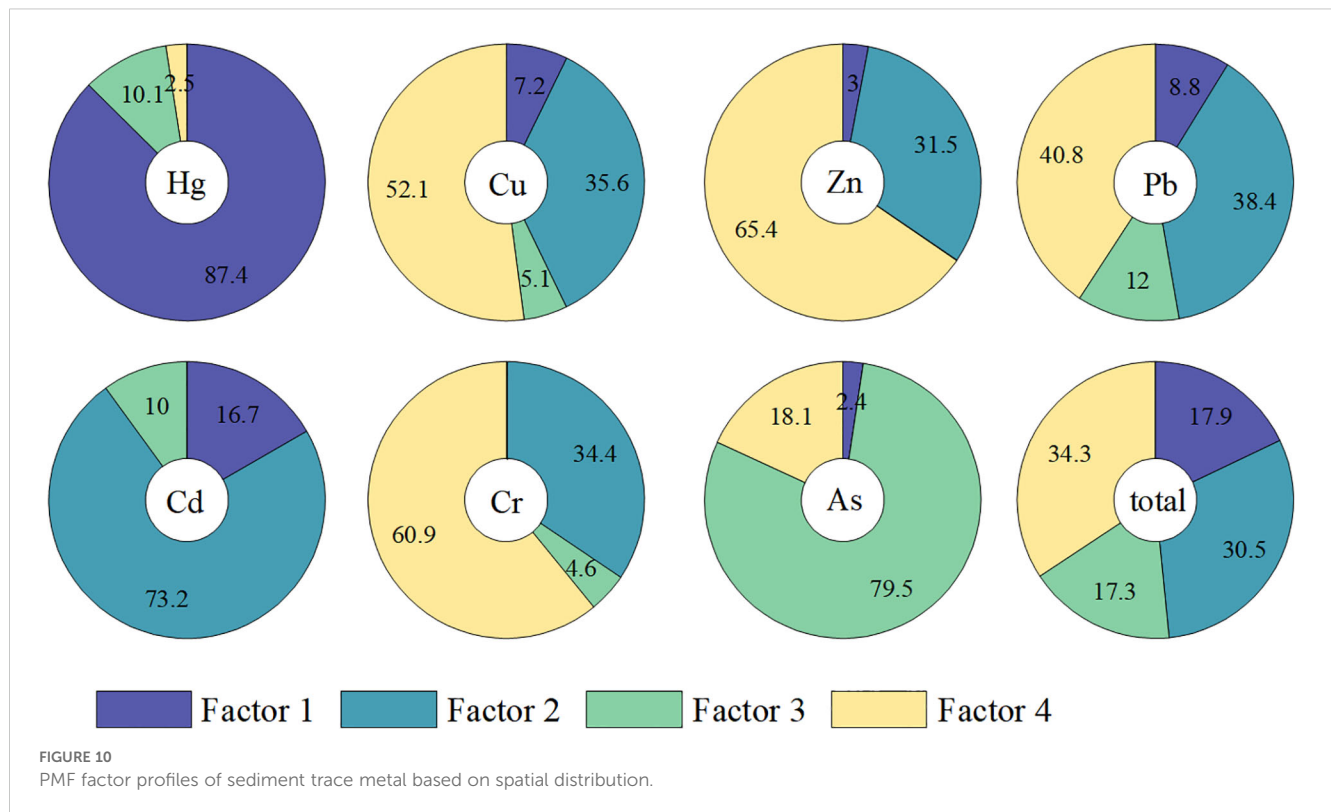 10.1
2.5
Hg
87.4
7.2
52.1
Cu
35.6
5.1
3
31.5
Zn
65.4
8.8
40.8
Pb
38.4
12
10
16.7
Cd
73.2
34.4
Cr
60.9
4.6
2.4
18.1
As
79.5
17.9
34.3
total
30.5
17.3
Factor 1 Factor 2 Factor 3 Factor 4
FIGURE 10
PMF factor profiles of sediment trace metal based on spatial distribution.